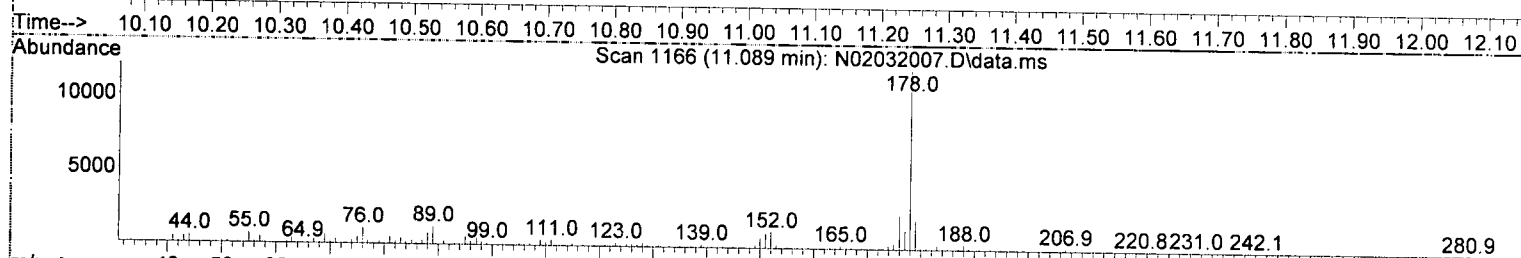 Time--> 10.10 10.20 10.30 10.40 10.50 10.60 10.70 10.80 10.90 11.00 11.10 11.20 11.30 11.40 11.50 11.60 11.70 11.80 11.90 12.00 12.10
Abundance
Scan 1166 (11.089 min): N02032007.D\data.ms
178.0
10000
5000
44.0 55.0 64.9 76.0 89.0 99.0 111.0 123.0 139.0 152.0 165.0 188.0 206.9 220.8 231.0 242.1 280.9